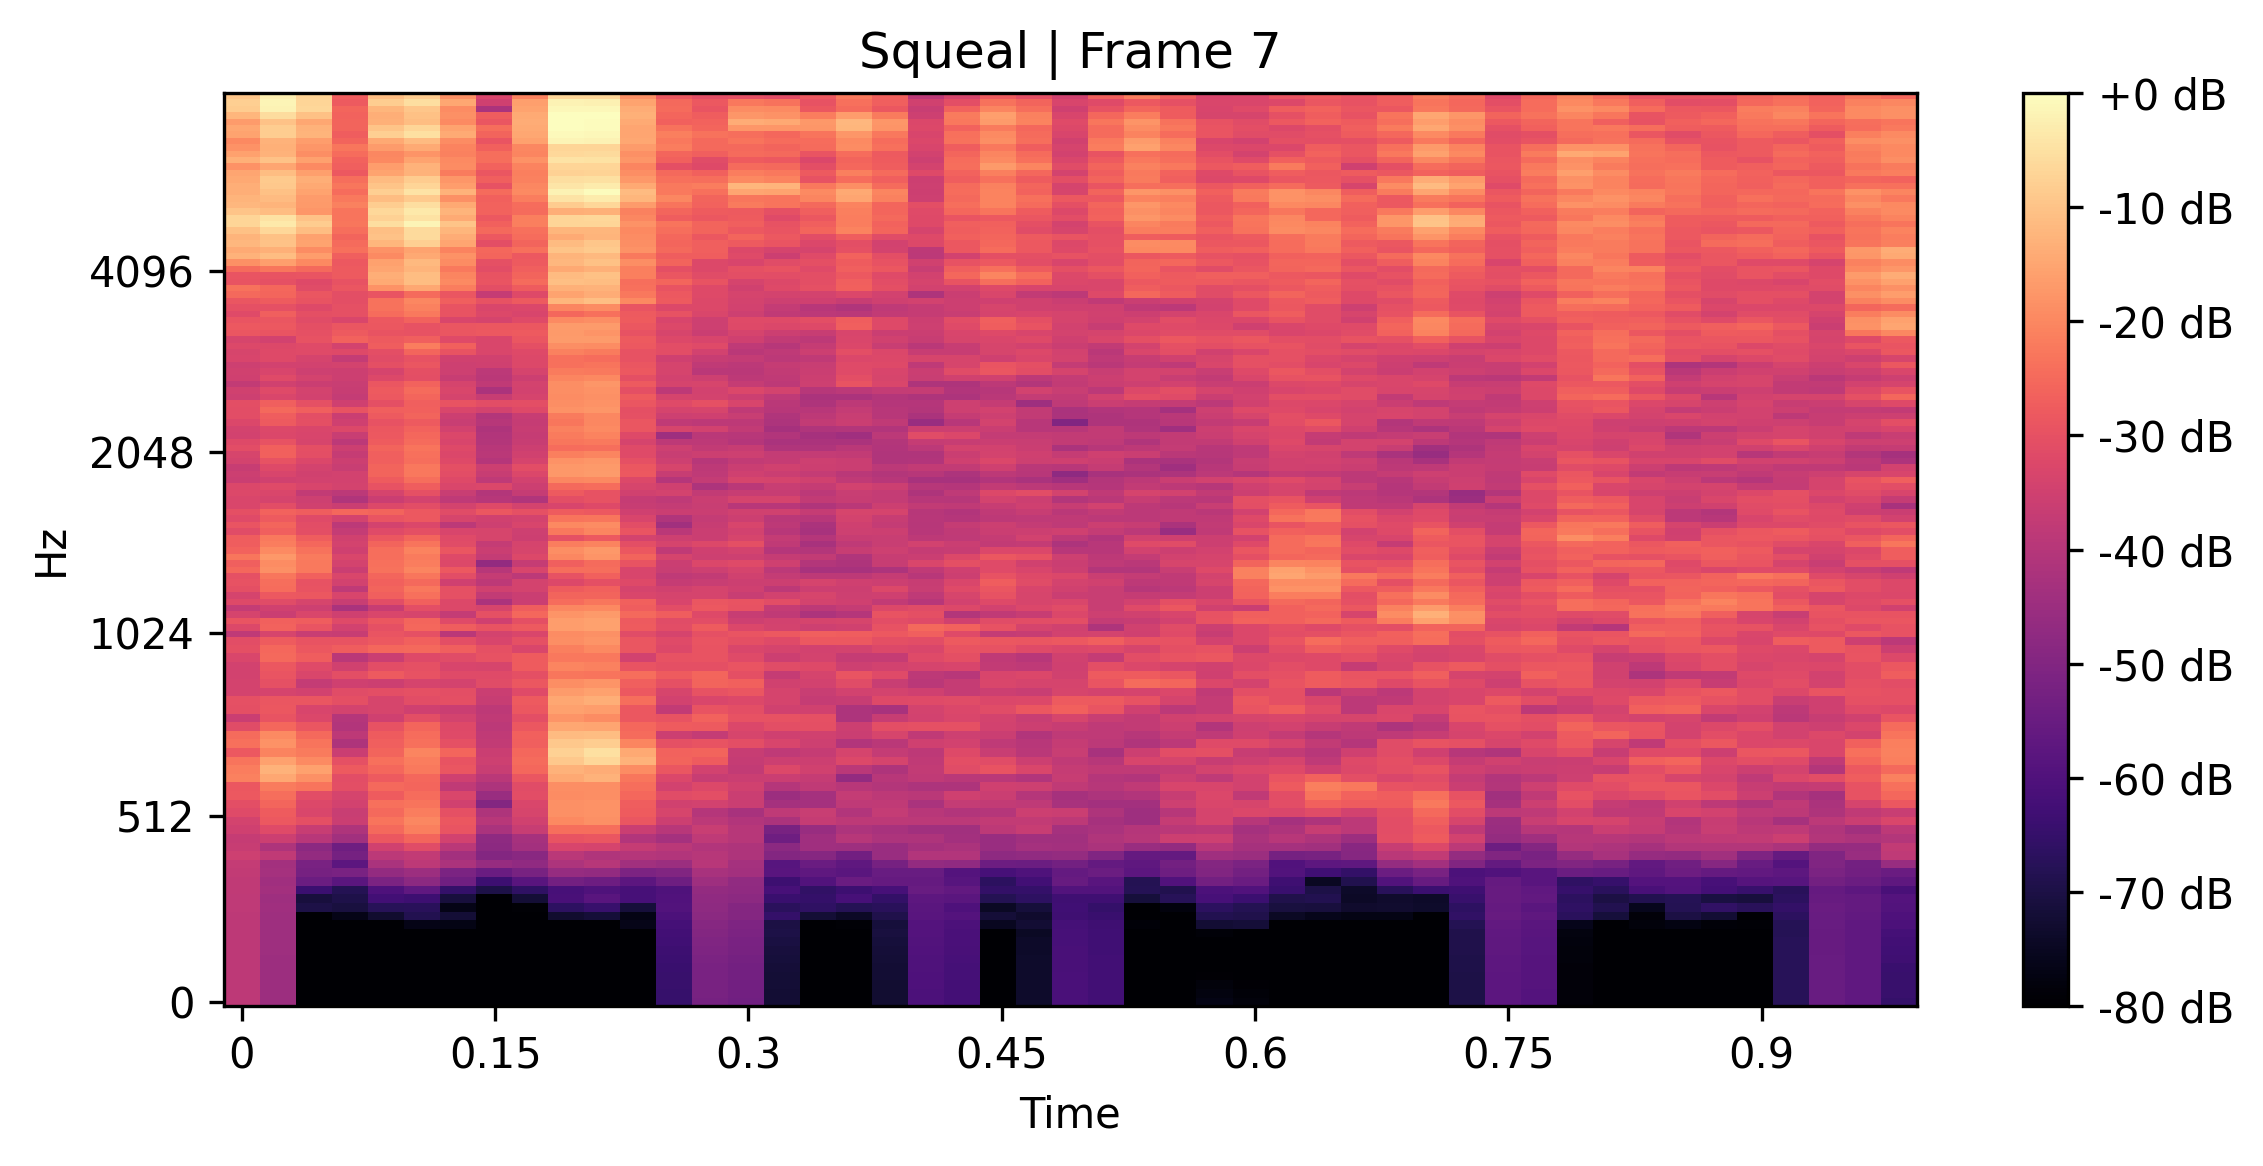 Squeal | Frame 7
Hz
4096
2048
1024
512
0
0 0.15 0.3 0.45 0.6 0.75 0.9
Time
+0 dB
-10 dB
-20 dB
-30 dB
-40 dB
-50 dB
-60 dB
-70 dB
-80 dB